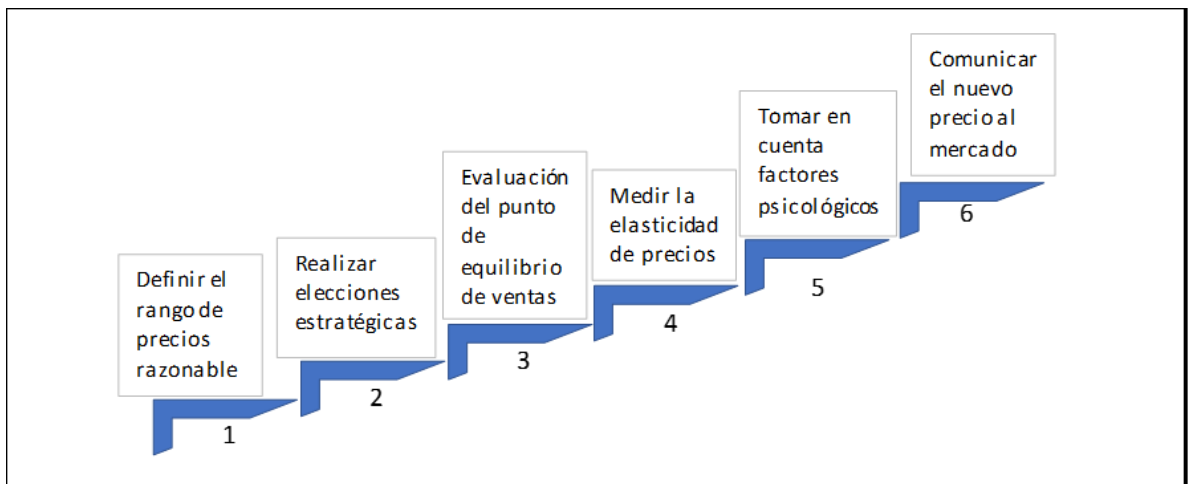 Definir el
rango de
precios
razonable
1
Realizar
elecciones
estratégicas
2
Evaluación
del punto
de
equilibrio
de ventas
3
Medir la
elasticidad
de precios
4
Tomar en
cuenta
factores
psicológicos
5
Comunicar
el nuevo
precio al
mercado
6